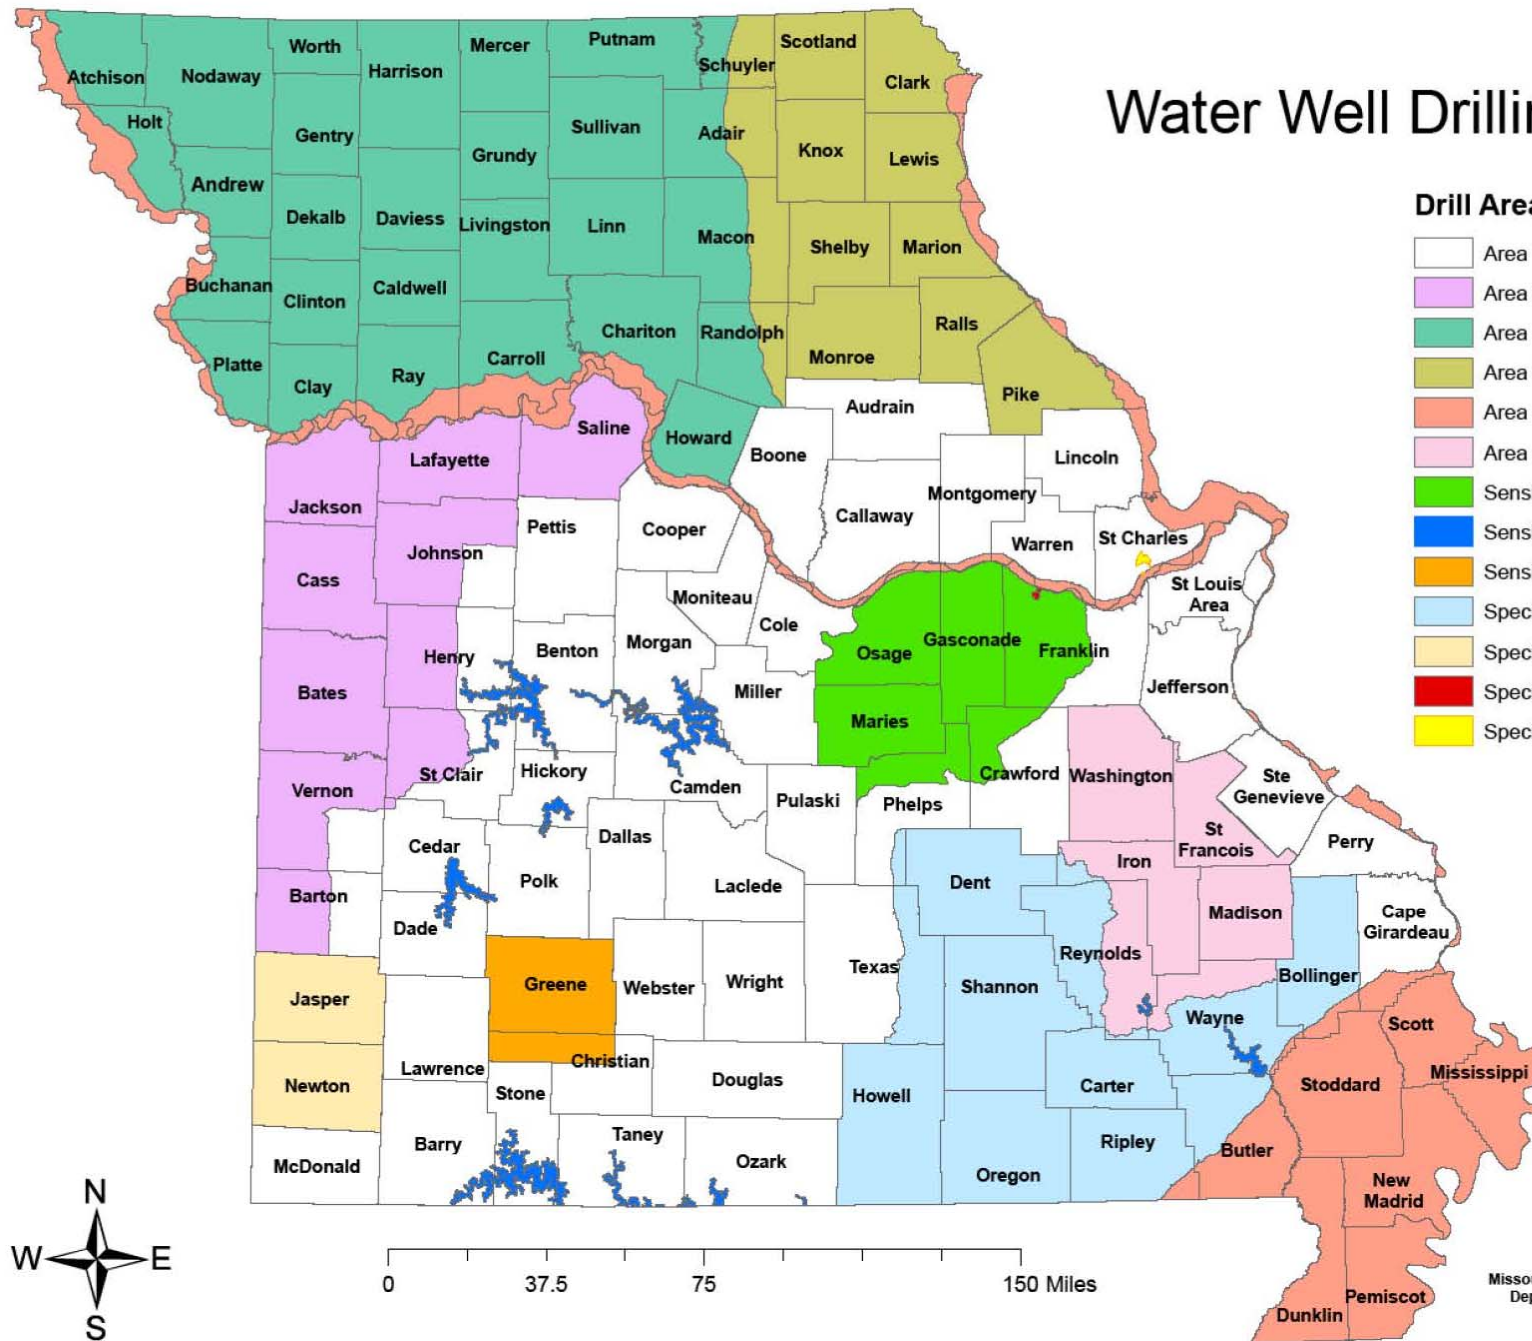 Water Well Drillin
Drill Area
Area
Area
Area
Area
Area
Area
Sens
Sens
Sens
Spec
Spec
Spec
Spec
Atchison
Nodaway
Worth
Harrison
Mercer
Putnam
Schuyler
Scotland
Clark
Holt
Gentry
Grundy
Sullivan
Adair
Knox
Lewis
Andrew
Dekalb
Daviess
Livingston
Linn
Macon
Shelby
Marion
Buchanan
Clinton
Caldwell
Chariton
Randolph
Monroe
Ralls
Platte
Clay
Ray
Carroll
Pike
Audrain
Saline
Howard
Boone
Lafayette
Lincoln
Montgomery
Jackson
Pettis
Cooper
Callaway
Warren
St Charles
Johnson
Cass
Moniteau
Cole
St Louis
Area
Henry
Benton
Morgan
Osage
Gasconade
Franklin
Bates
Miller
Maries
Jefferson
St Clair
Hickory
Camden
Pulaski
Phelps
Crawford
Washington
Ste
Genevieve
Vernon
Cedar
Dallas
St
Francois
Perry
Polk
Laclede
Dent
Iron
Barton
Dade
Madison
Cape
Girardeau
Jasper
Greene
Webster
Wright
Texas
Shannon
Reynolds
Bollinger
Wayne
Scott
Newton
Lawrence
Christian
Stone
Douglas
Howell
Carter
Stoddard
Mississippi
McDonald
Barry
Taney
Ozark
Oregon
Ripley
Butler
New
Madrid
Dunklin
Pemiscot
N
W E
S
0 37.5 75 150 Miles
Missou
Dep